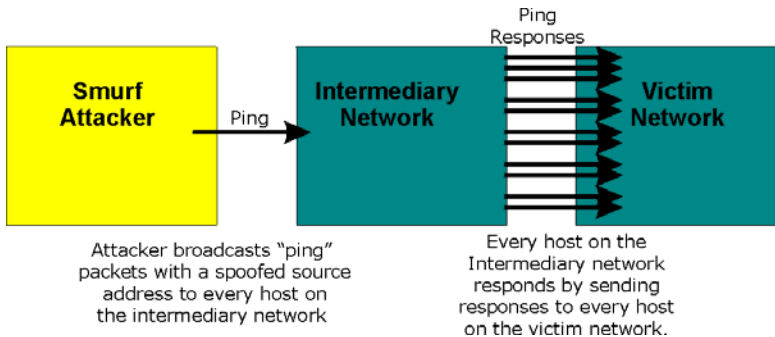 Ping
Responses
Smurf
Attacker
Ping
Intermediary
Network
Victim
Network
Attacker broadcasts “ping”
packets with a spoofed source
address to every host on
the intermediary network
Every host on the
Intermediary network
responds by sending
responses to every host
on the victim network.